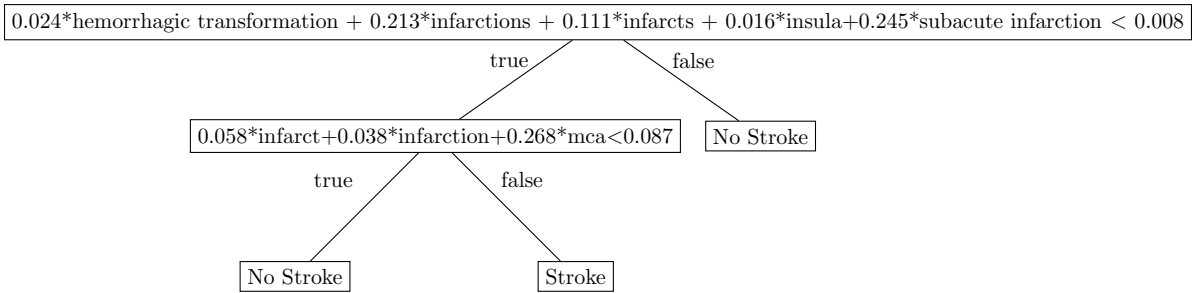 0.024*hemorrhagic transformation + 0.213*infarctions + 0.111*infarcts + 0.016*insula+0.245*subacute infarction < 0.008
true
false
0.058*infarct+0.038*infarction+0.268*mca<0.087
No Stroke
true
false
No Stroke
Stroke